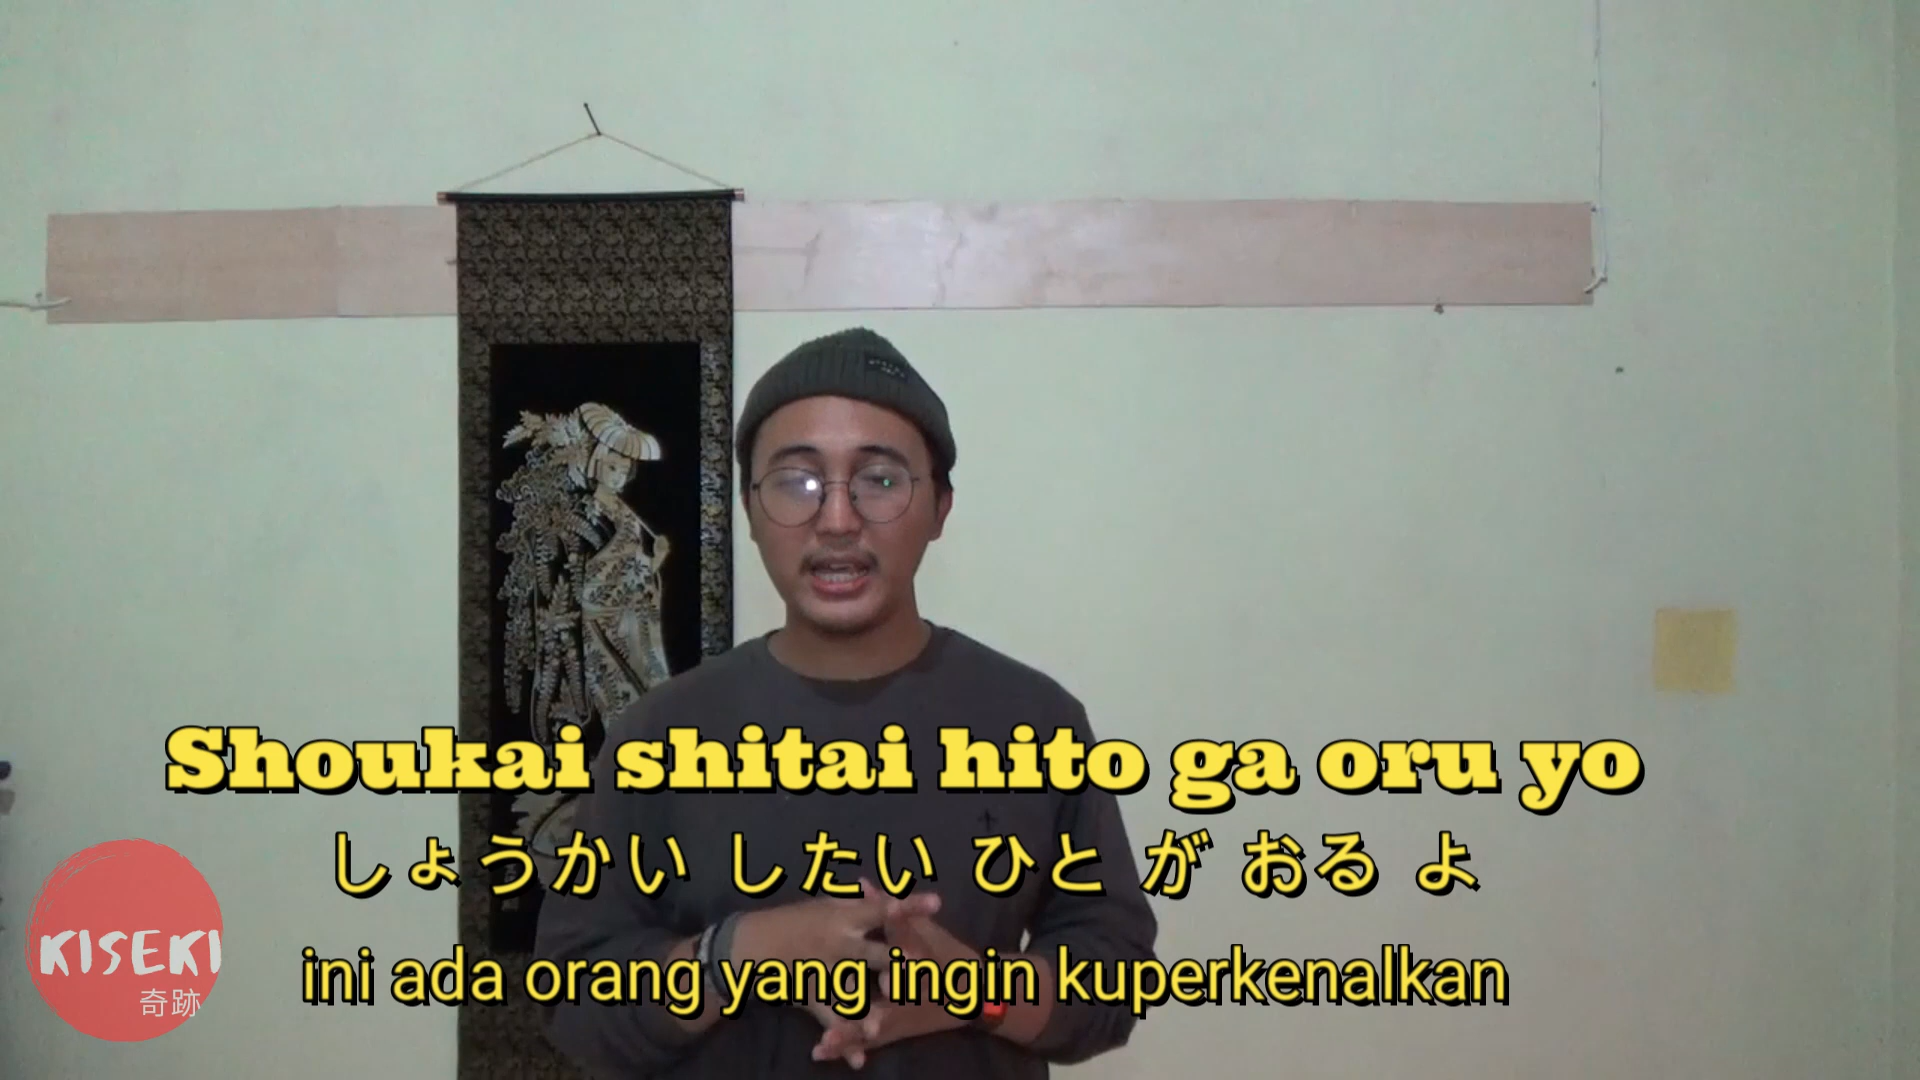 Shoukai shitai hito ga oru yo
しょうかい したい ひと が おる よ
ini ada orang yang ingin kuperkenalkan
KISEKI
奇跡